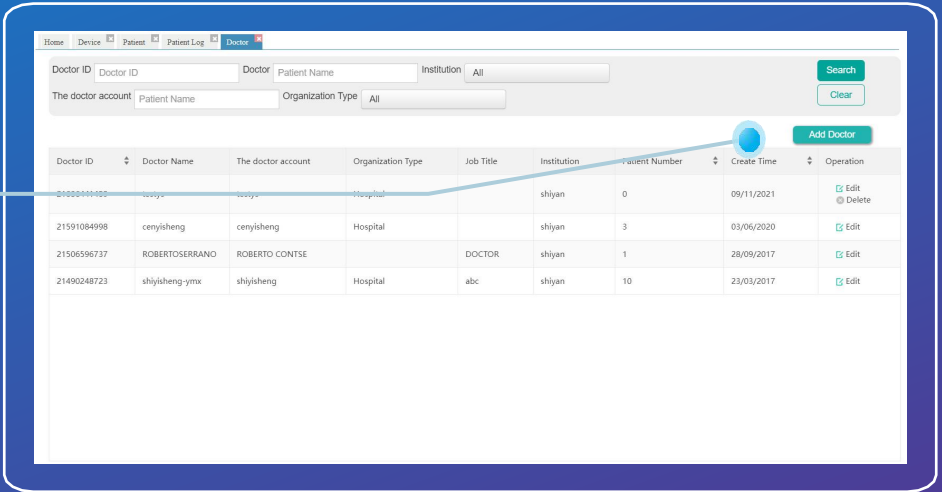 Home Device Patient Patient Log Doctor
Doctor ID Doctor ID Doctor Patient Name Institution All Search
The doctor account Patient Name Organization Type All Clear
Add Doctor
Doctor ID Doctor Name The doctor account Organization Type Job Title Institution Patient Number Create Time Operation
Hospital shiyan 0 09/11/2021 Edit
Delete
21591084998 cenyisheng cenyisheng Hospital shiyan 3 03/06/2020 Edit
21506596737 ROBERTOSERRANO ROBERTO CONTSE DOCTOR shiyan 1 28/09/2017 Edit
21490248723 shiyisheng-ymx shiyisheng Hospital abc shiyan 10 23/03/2017 Edit